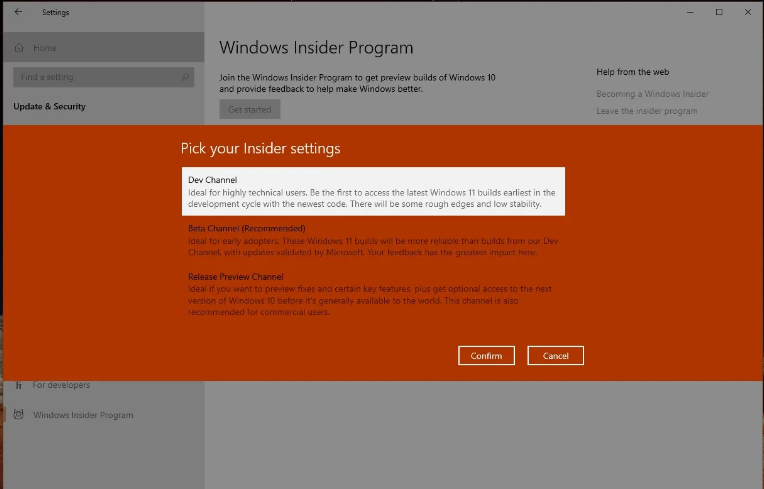 Settings
Home
Find a setting
Update & Security
Windows Insider Program
Join the Windows Insider Program to get preview builds of Windows 10
and provide feedback to help make Windows better.
Get started
Help from the web
Becoming a Windows Insider
Leave the insider program
Pick your Insider settings
Dev Channel
Ideal for highly technical users. Be the first to access the latest Windows 11 builds earliest in the
development cycle with the newest code. There will be some rough edges and low stability.
Beta Channel (Recommended)
Ideal for early adopters. These Windows 11 builds will be more reliable than builds from our Dev
Channel, with updates validated by Microsoft. Your feedback has the greatest impact here.
Release Preview Channel
Ideal if you want to preview fixes and certain key features, plus get optional access to the next
version of Windows 10 before it's generally available to the world. This channel is also
recommended for commercial users.
Confirm
Cancel
For developers
Windows Insider Program